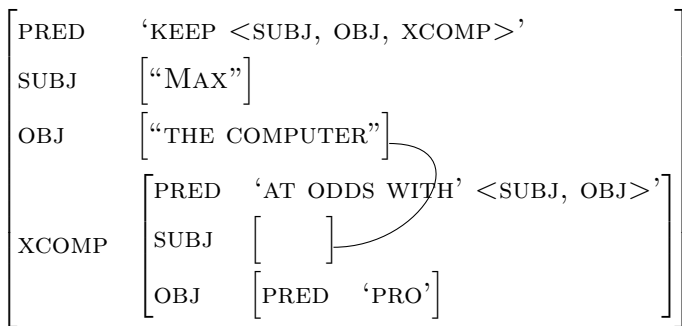 PRED ‘KEEP <SUBJ, OBJ, XCOMP>’
SUBJ [“MAX”]
OBJ [“THE COMPUTER”]
PRED ‘AT ODDS WITH’ <SUBJ, OBJ>’
XCOMP SUBJ [ ]
OBJ [PRED ‘PRO’]